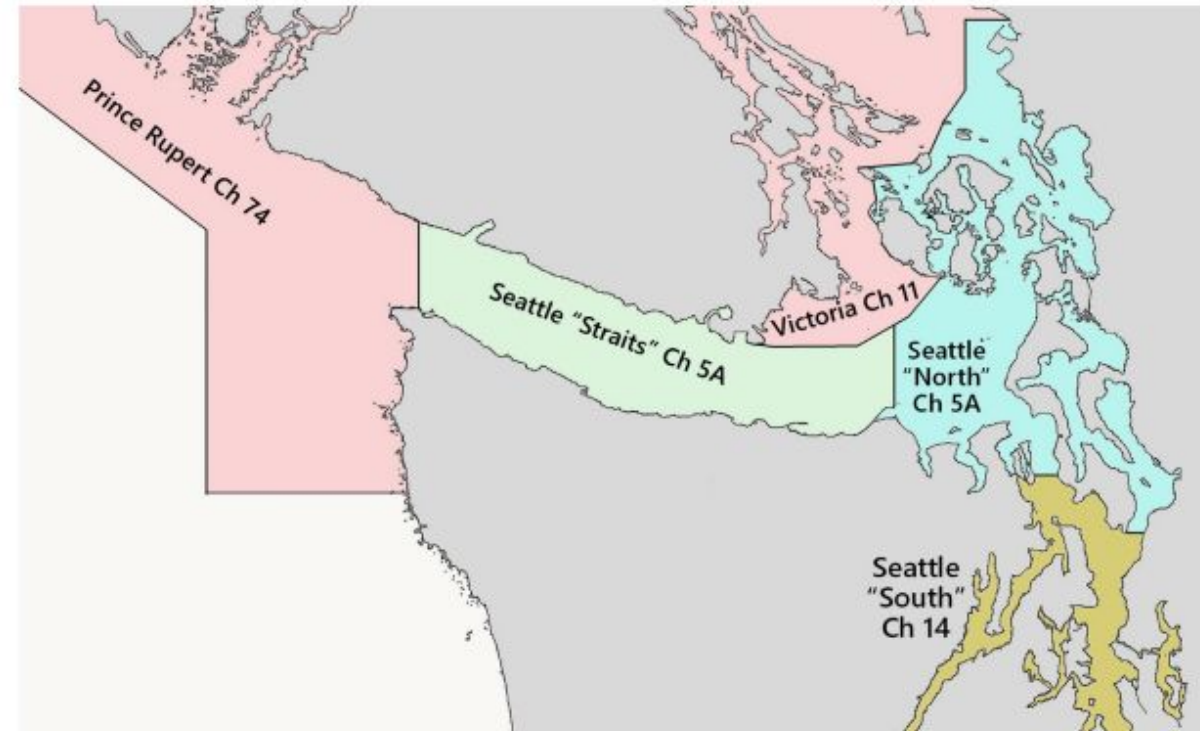 Prince Rupert Ch 74
Seattle “Straits” Ch 5A
Victoria Ch 11
Seattle
“North”
Ch 5A
Seattle
“South”
Ch 14